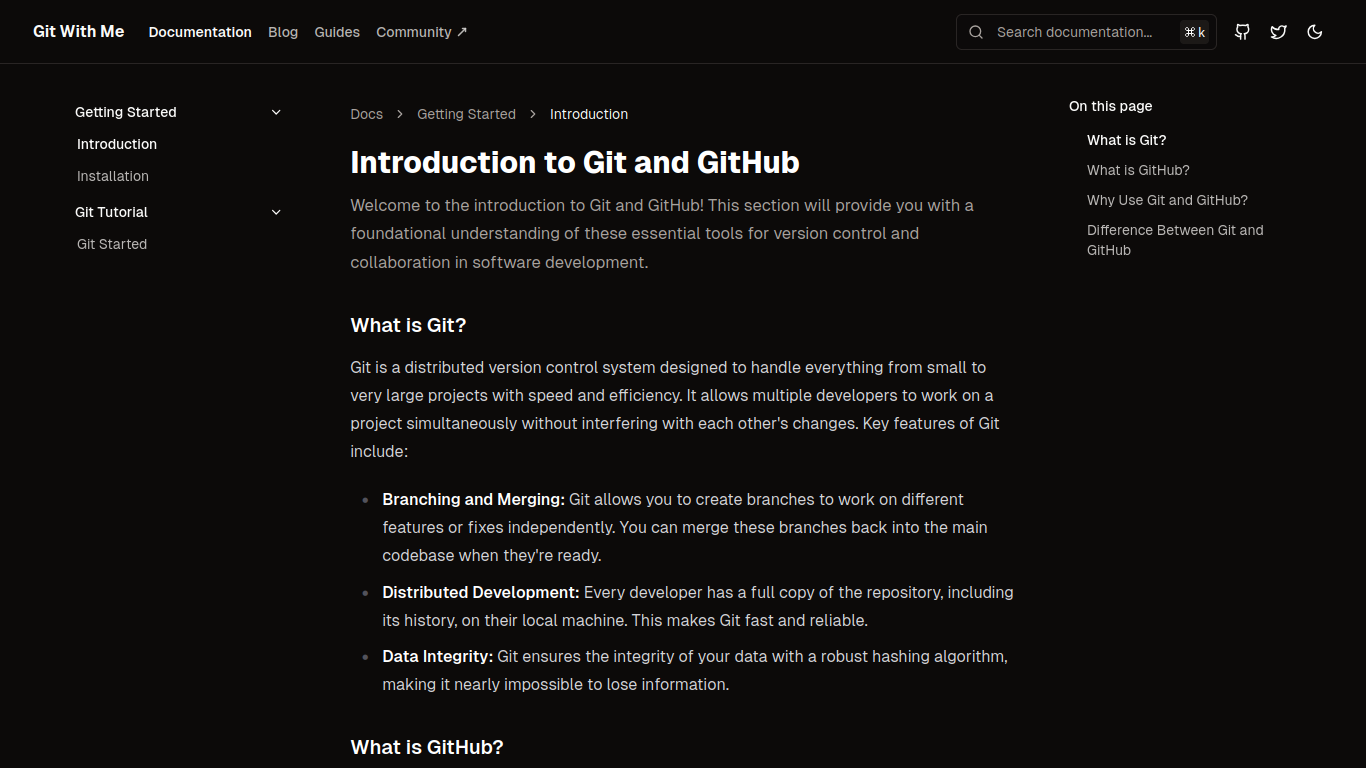 Git With Me Documentation Blog Guides Community ↗ Search documentation... ⌘k
Getting Started
Introduction
Installation
Git Tutorial
Git Started
Docs > Getting Started > Introduction
Introduction to Git and GitHub
Welcome to the introduction to Git and GitHub! This section will provide you with a
foundational understanding of these essential tools for version control and
collaboration in software development.
What is Git?
Git is a distributed version control system designed to handle everything from small to
very large projects with speed and efficiency. It allows multiple developers to work on a
project simultaneously without interfering with each other's changes. Key features of Git
include:
• Branching and Merging: Git allows you to create branches to work on different
features or fixes independently. You can merge these branches back into the main
codebase when they're ready.
• Distributed Development: Every developer has a full copy of the repository, including
its history, on their local machine. This makes Git fast and reliable.
• Data Integrity: Git ensures the integrity of your data with a robust hashing algorithm,
making it nearly impossible to lose information.
What is GitHub?
On this page
What is Git?
What is GitHub?
Why Use Git and GitHub?
Difference Between Git and
GitHub